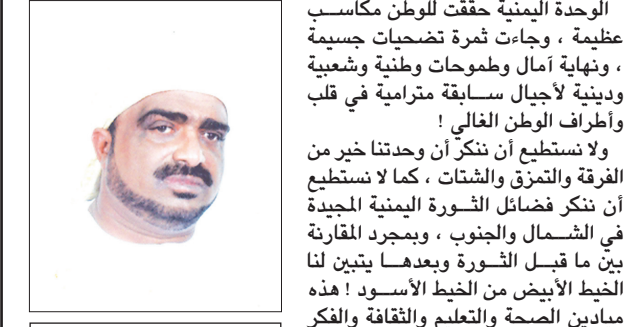 الوحدة اليمنية حققت للوطن مكاسب
عظيمة ، وجاءت ثمرة تضحيات جسيمة
، ونهاية آمال وطموحات وطنية وشعبية
ودينية لأجيال سابقة مترامية في قلب
وأطراف الوطن الغالي !
ولا نستطيع أن ننكر أن وحدتنا خير من
الفرقة والتمزق والشتات ، كما لا نستطيع
أن ننكر فضائل الثورة اليمنية المجيدة
في الشمال والجنوب ، وبمجرد المقارنة
بين ما قبل الثورة وبعدها يتبين لنا
الخيط الأبيض من الخيط الأسود ! هذه
ميادين الصحة والتعليم والثقافة والفكر